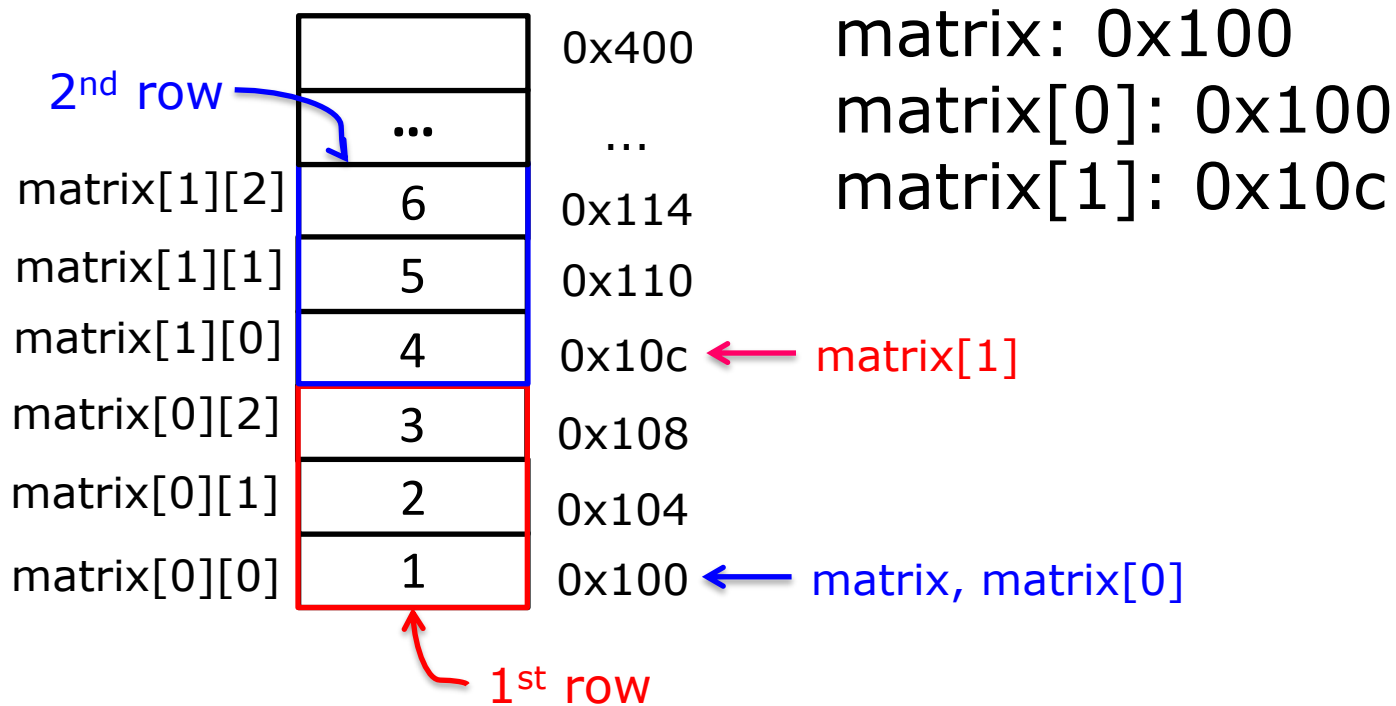 0x400
matrix: 0x100
2nd row
matrix[0]: 0x100
...
...
matrix[1]: 0x10c
matrix[1][2] 6 0x114
matrix[1][1] 5 0x110
matrix[1][0] 4 0x10c matrix[1]
matrix[0][2] 3 0x108
matrix[0][1] 2 0x104
matrix[0][0] 1 0x100 matrix, matrix[0]
1st row